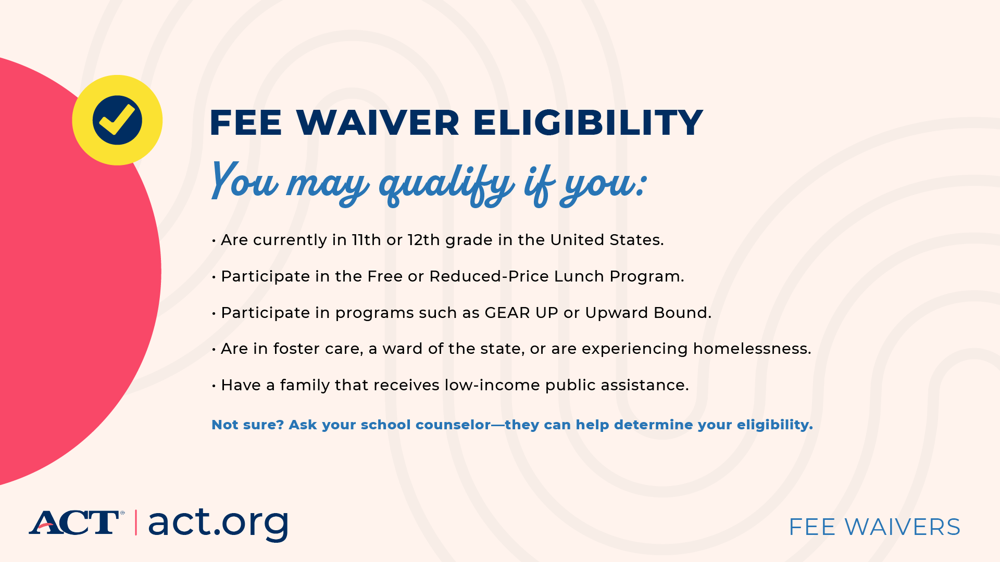 FEE WAIVER ELIGIBILITY
You may qualify if you:
• Are currently in 11th or 12th grade in the United States.
• Participate in the Free or Reduced-Price Lunch Program.
• Participate in programs such as GEAR UP or Upward Bound.
• Are in foster care, a ward of the state, or are experiencing homelessness.
• Have a family that receives low-income public assistance.
Not sure? Ask your school counselor—they can help determine your eligibility.
ACT® | act.org
FEE WAIVERS